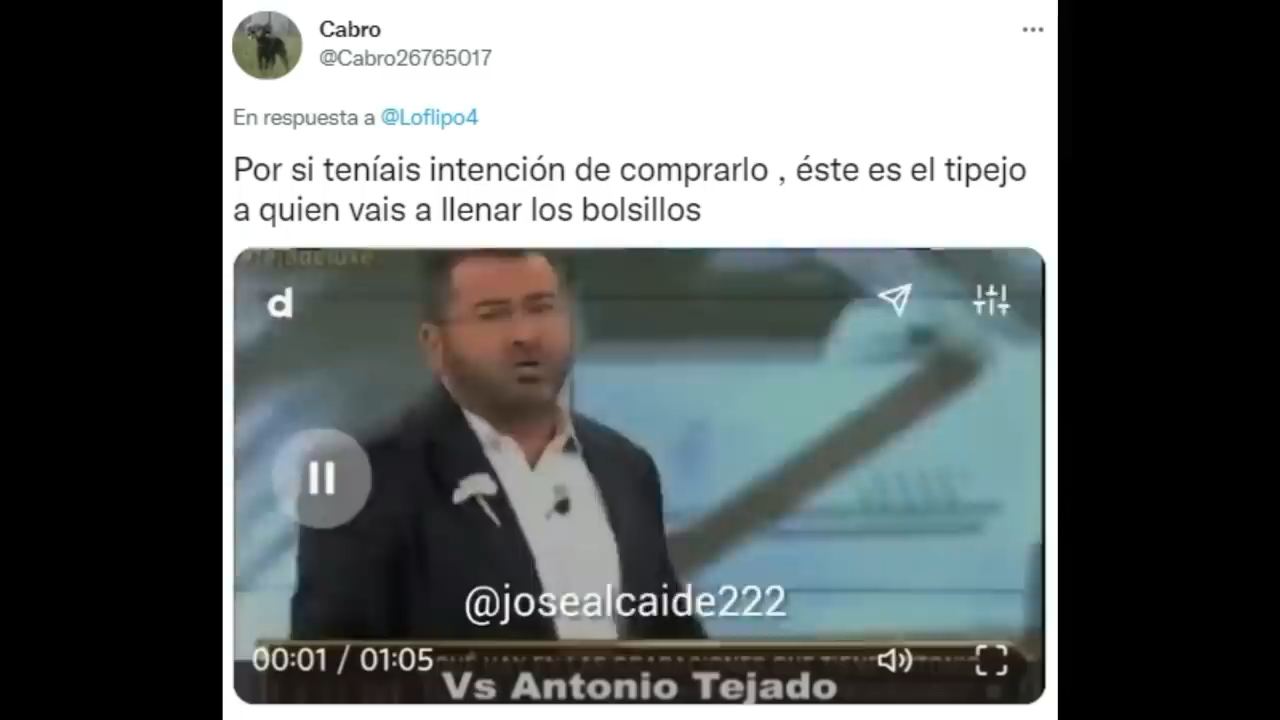 Cabro
@Cabro26765017
En respuesta a @Loflipo4
Por si teníais intención de comprarlo , éste es el tipejo
a quien vais a llenar los bolsillos
d
@josealcaide222
00:01 / 01:05
Vs Antonio Tejado